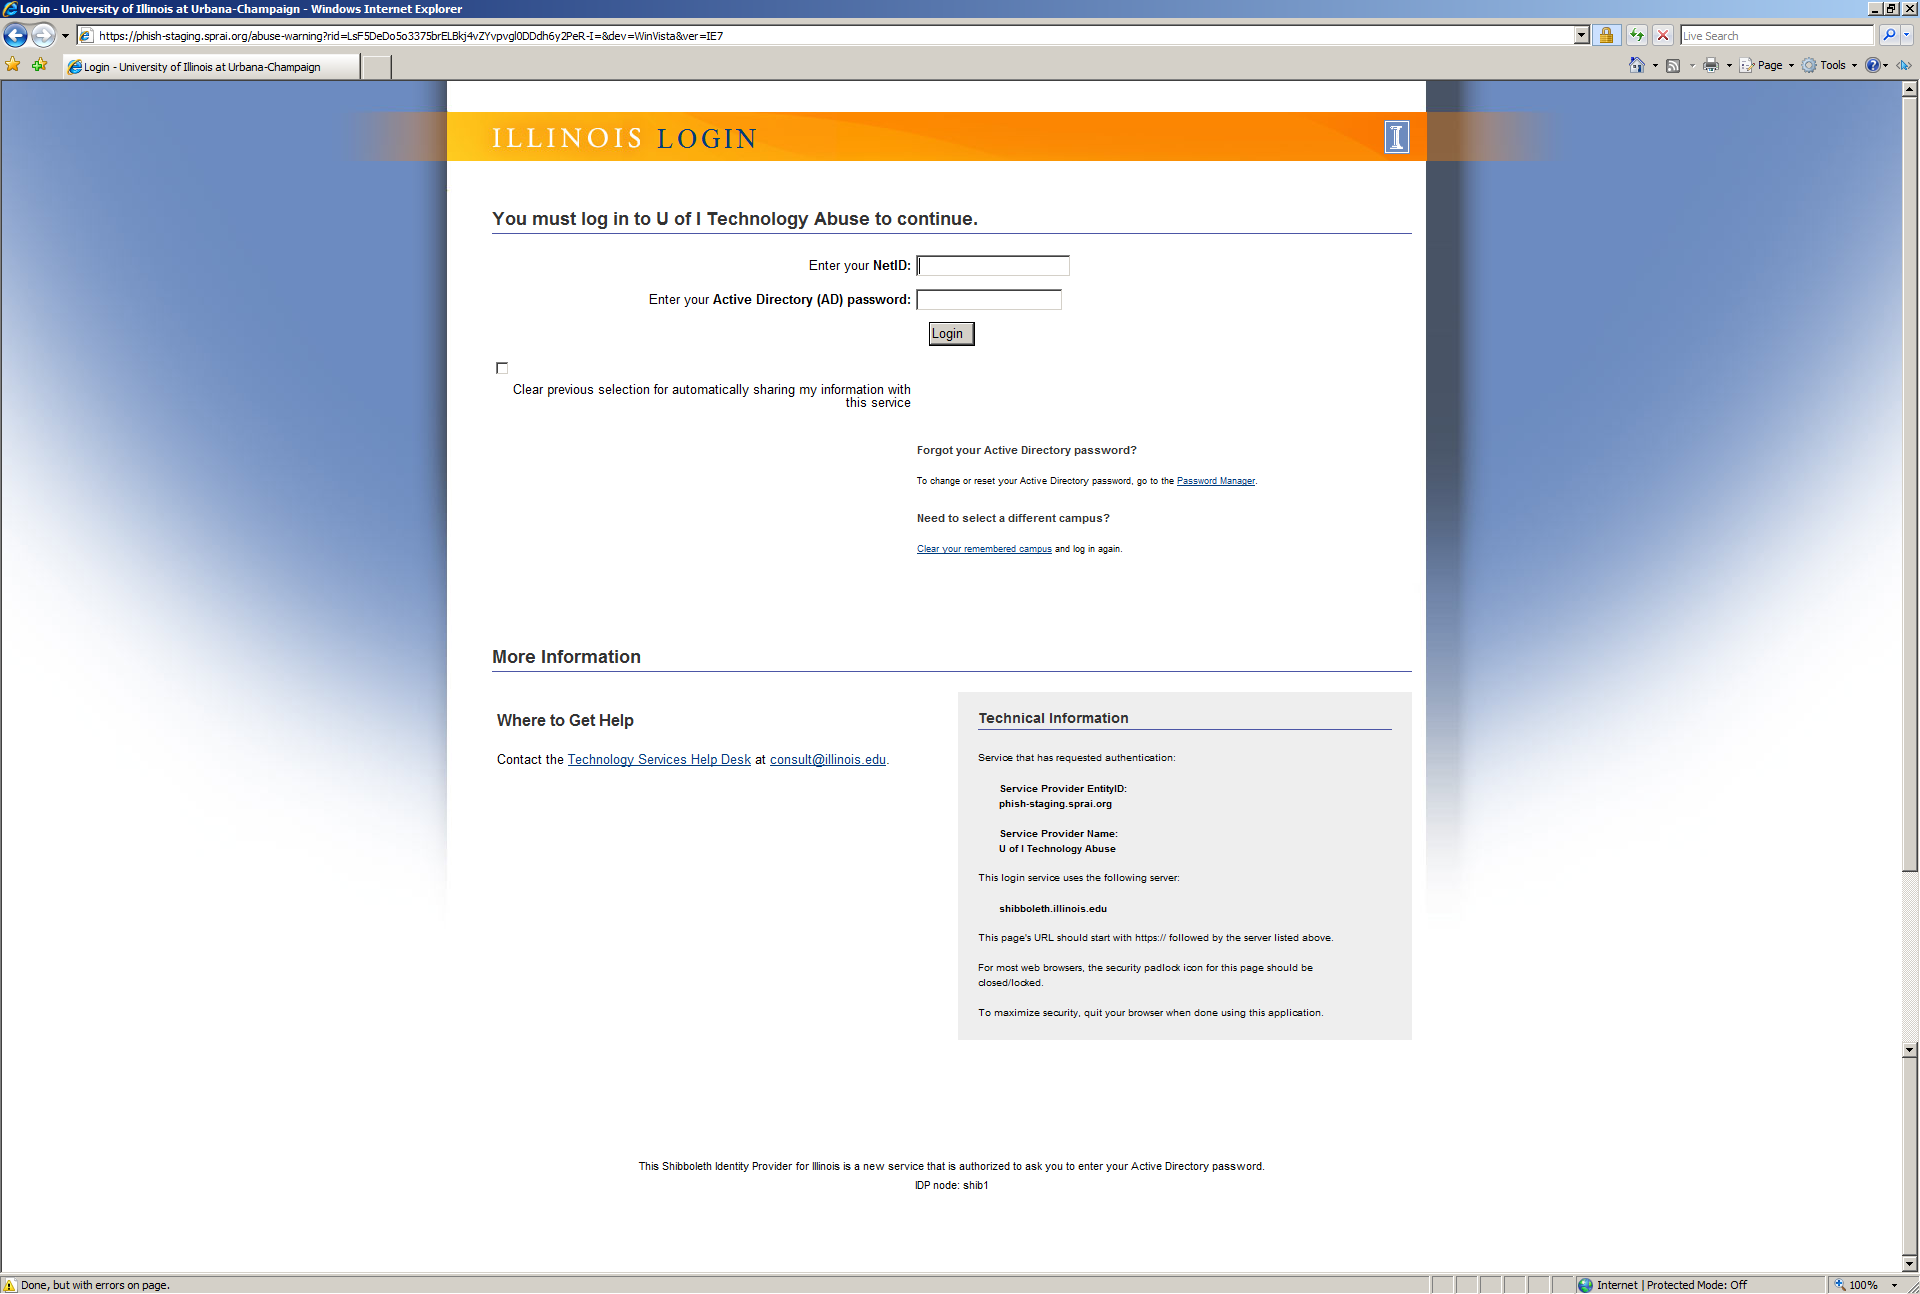 Login - University of Illinois at Urbana-Champaign - Windows Internet Explorer
https://phish-staging.sprai.org/abuse-warning?rid=LsF5DeDo5o3375brELBkj4vZYvpvgl0DDdh6y2PeR-I=&dev=WinVista&ver=IE7
Live Search
Login - University of Illinois at Urbana-Champaign
Page
Tools
ILLINOIS LOGIN
You must log in to U of I Technology Abuse to continue.
Enter your NetID:
Enter your Active Directory (AD) password:
Login
Clear previous selection for automatically sharing my information with
this service
Forgot your Active Directory password?
To change or reset your Active Directory password, go to the Password Manager.
Need to select a different campus?
Clear your remembered campus and log in again.
More Information
Where to Get Help
Contact the Technology Services Help Desk at consult@illinois.edu.
Technical Information
Service that has requested authentication:
Service Provider EntityID:
phish-staging.sprai.org
Service Provider Name:
U of I Technology Abuse
This login service uses the following server:
shibboleth.illinois.edu
This page's URL should start with https:// followed by the server listed above.
For most web browsers, the security padlock icon for this page should be
closed/locked.
To maximize security, quit your browser when done using this application.
This Shibboleth Identity Provider for Illinois is a new service that is authorized to ask you to enter your Active Directory password.
IDP node: shib1
Done, but with errors on page.
Internet | Protected Mode: Off
100%